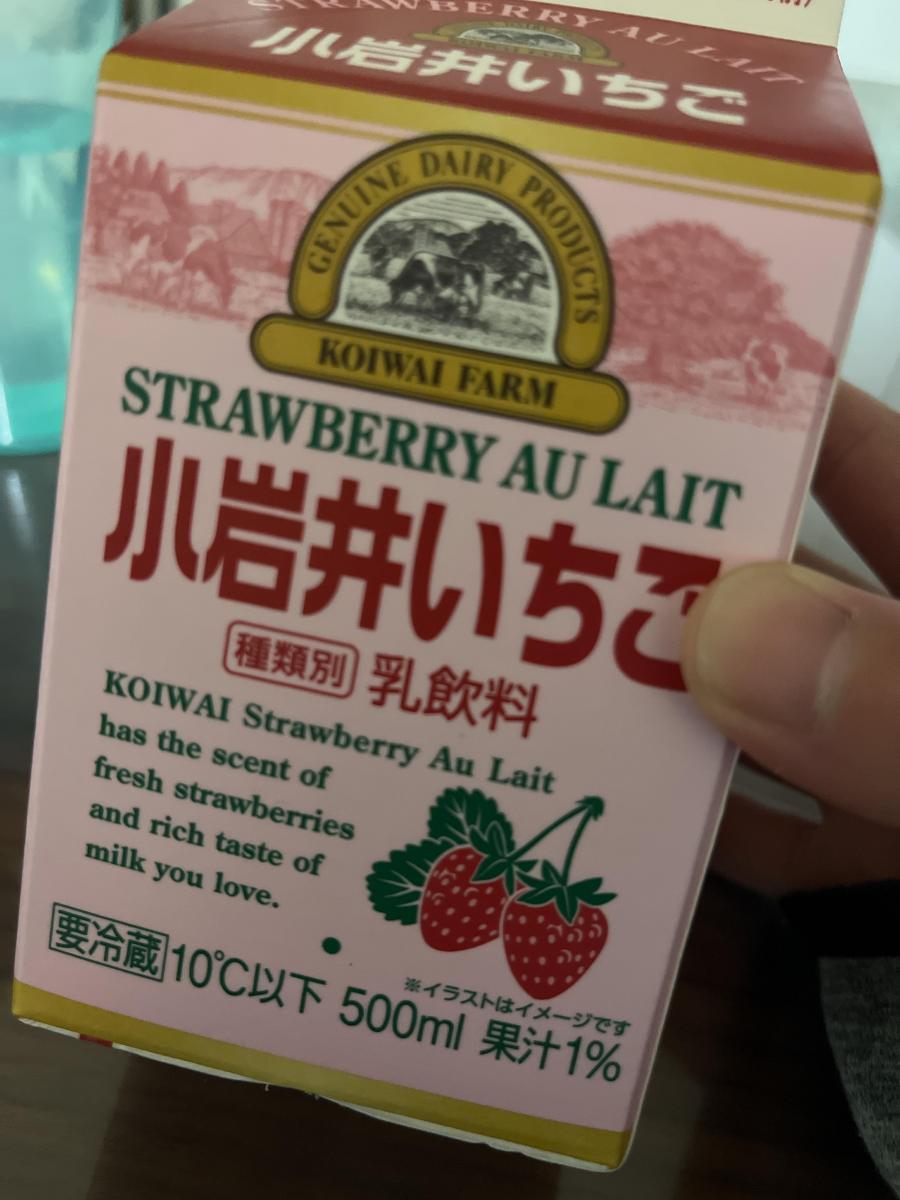 STRAWBERRY AU LAIT
小岩井いちご
GENUINE DAIRY PRODUCTS
KOIWAI FARM
STRAWBERRY AU LAIT
小岩井いちご
種類別 乳飲料
KOIWAI Strawberry Au Lait
has the scent of
fresh strawberries
and rich taste of
milk you love.
※イラストはイメージです
要冷蔵 10℃以下 500ml 果汁1%